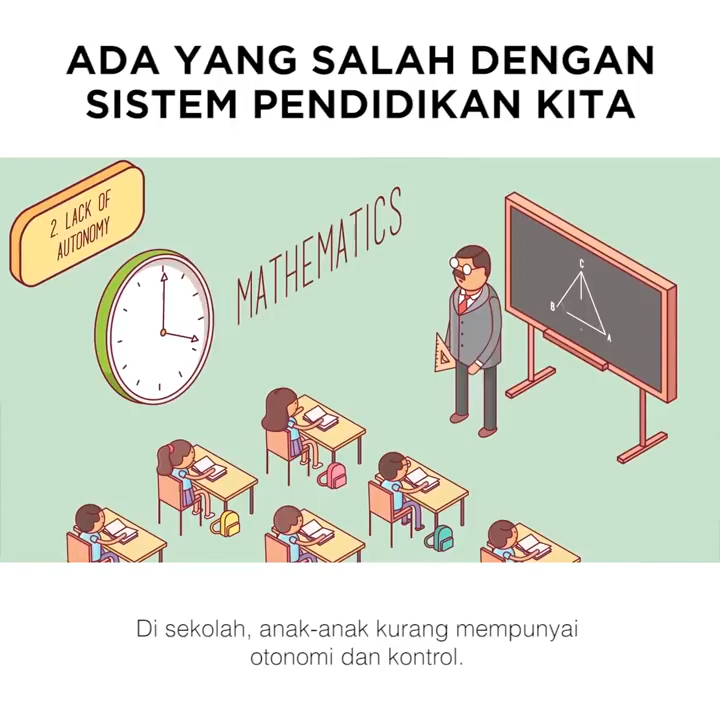 ADA YANG SALAH DENGAN
SISTEM PENDIDIKAN KITA
2. LACK OF
AUTONOMY
MATHEMATICS
C
B
A
Di sekolah, anak-anak kurang mempunyai
otonomi dan kontrol.